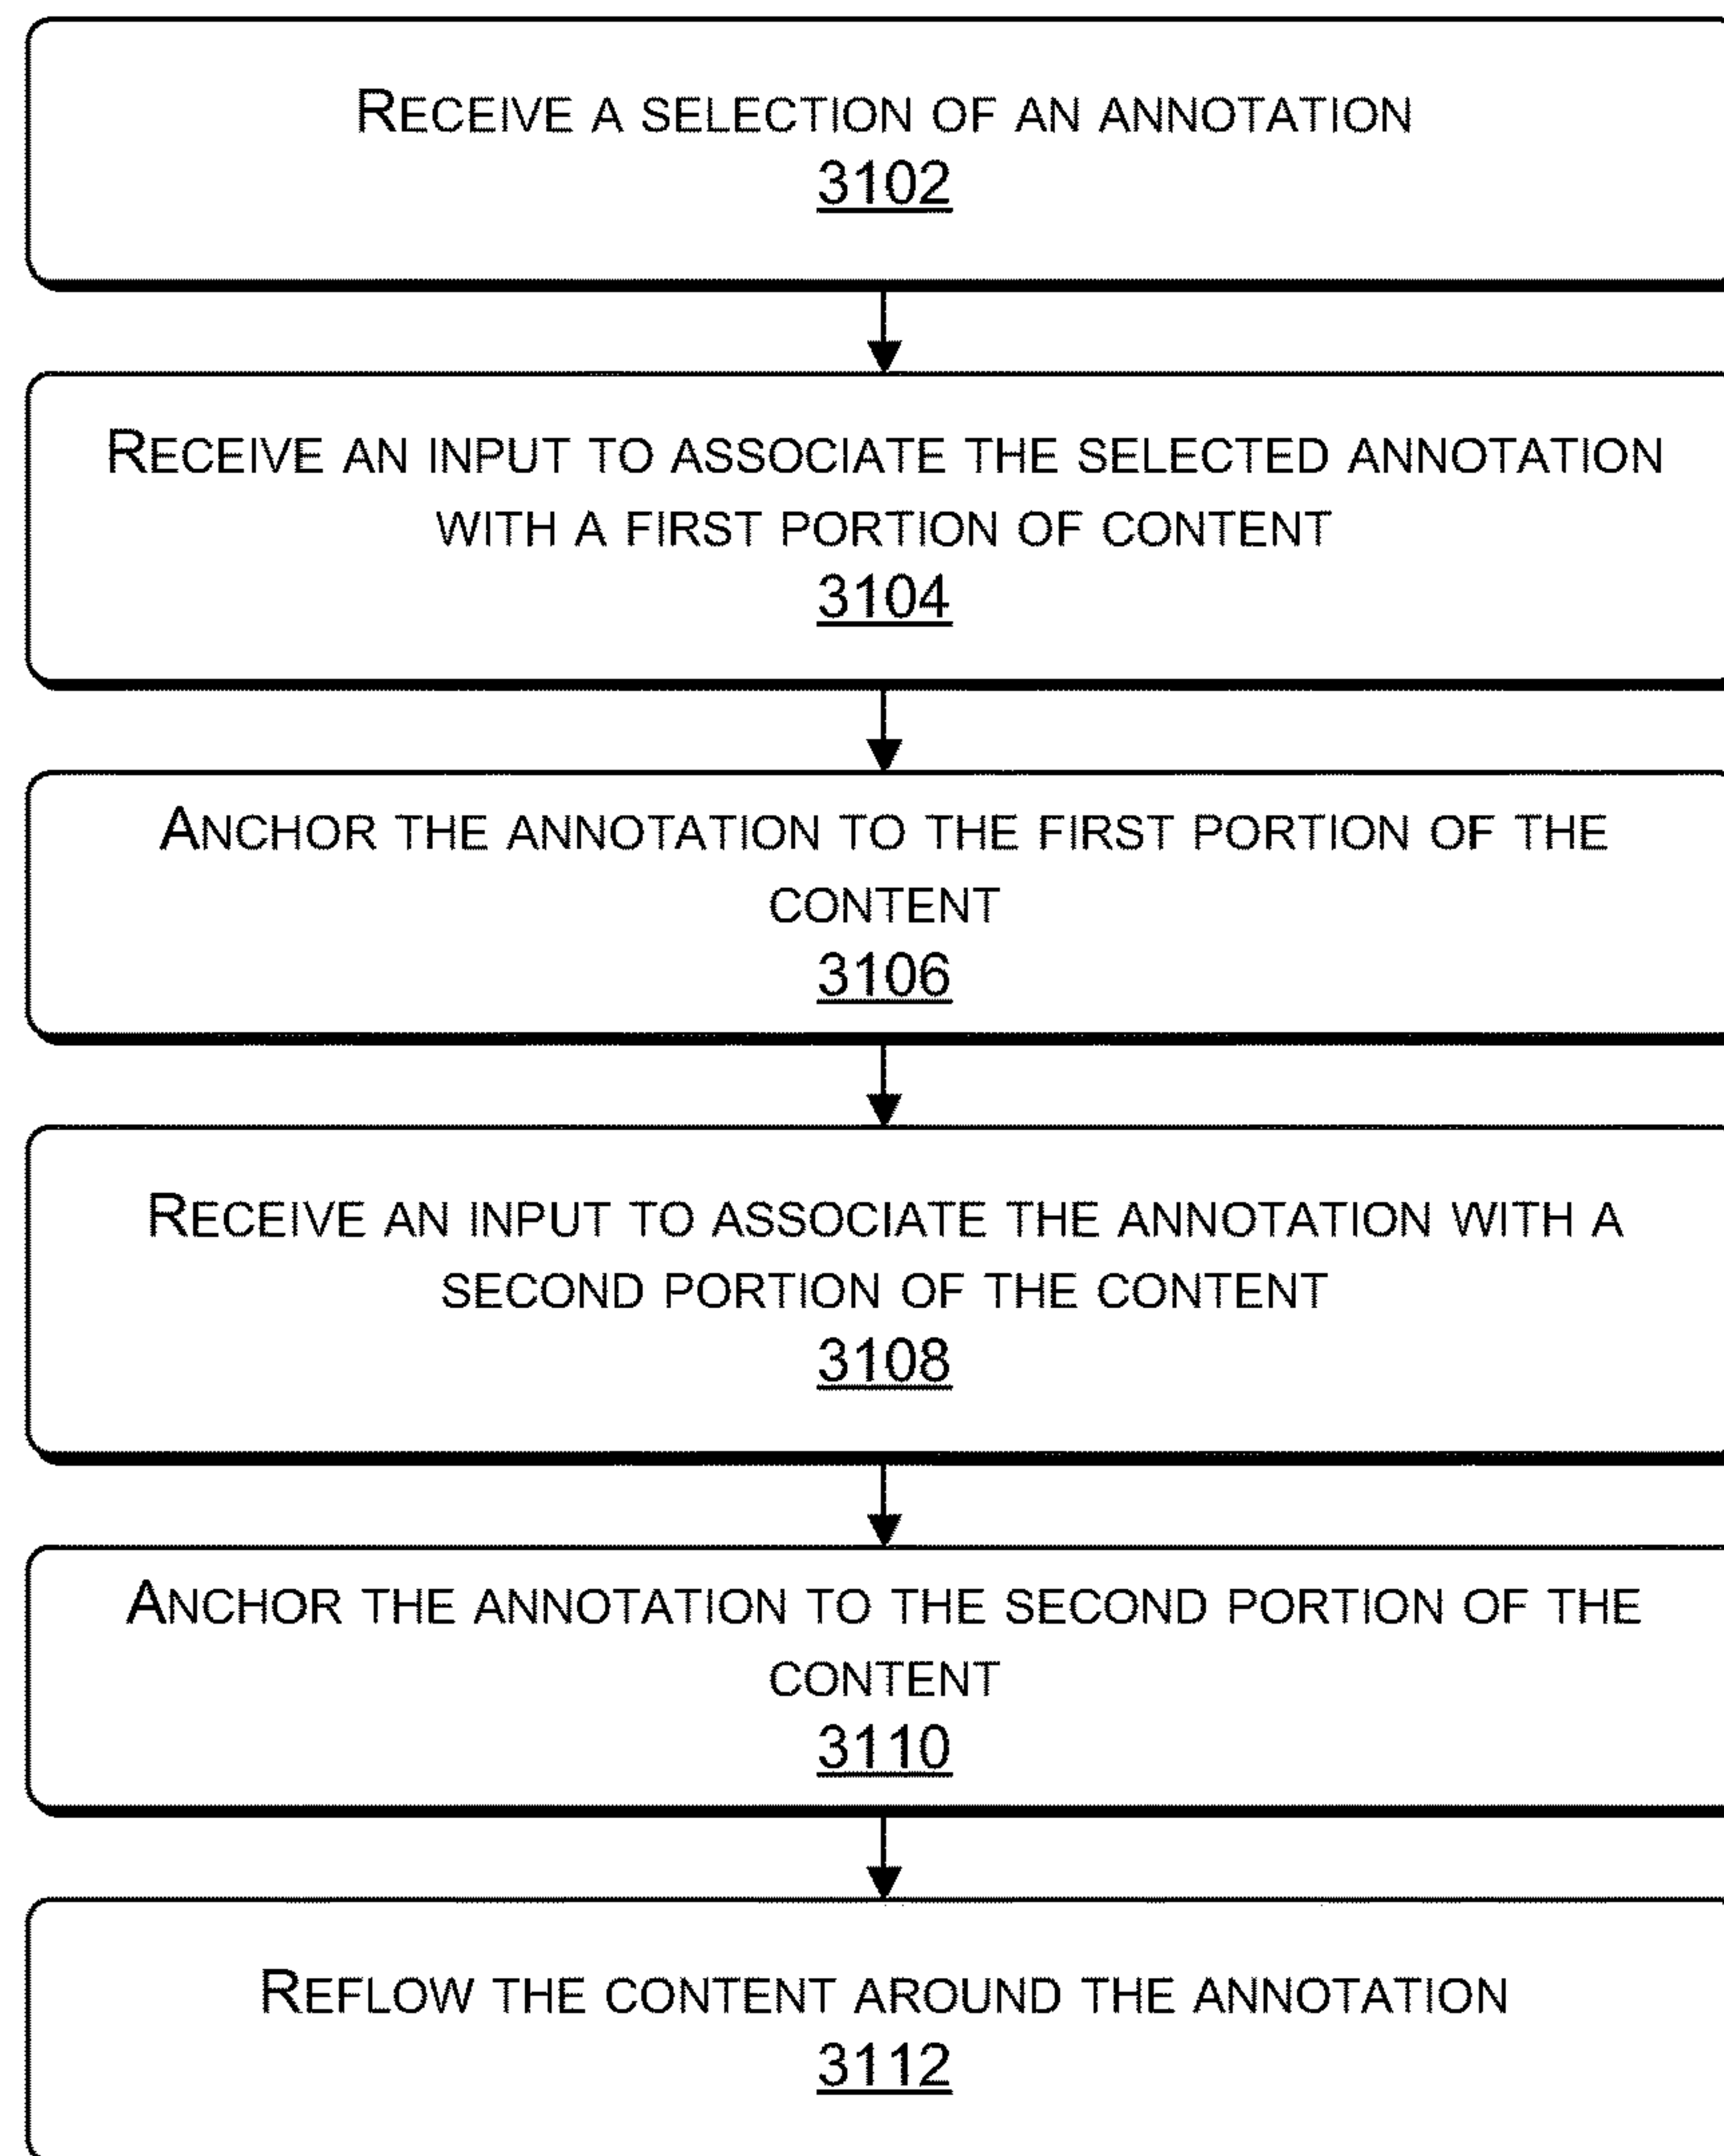 RECEIVE A SELECTION OF AN ANNOTATION
3102
RECEIVE AN INPUT TO ASSOCIATE THE SELECTED ANNOTATION
WITH A FIRST PORTION OF CONTENT
3104
ANCHOR THE ANNOTATION TO THE FIRST PORTION OF THE
CONTENT
3106
RECEIVE AN INPUT TO ASSOCIATE THE ANNOTATION WITH A
SECOND PORTION OF THE CONTENT
3108
ANCHOR THE ANNOTATION TO THE SECOND PORTION OF THE
CONTENT
3110
REFLOW THE CONTENT AROUND THE ANNOTATION
3112